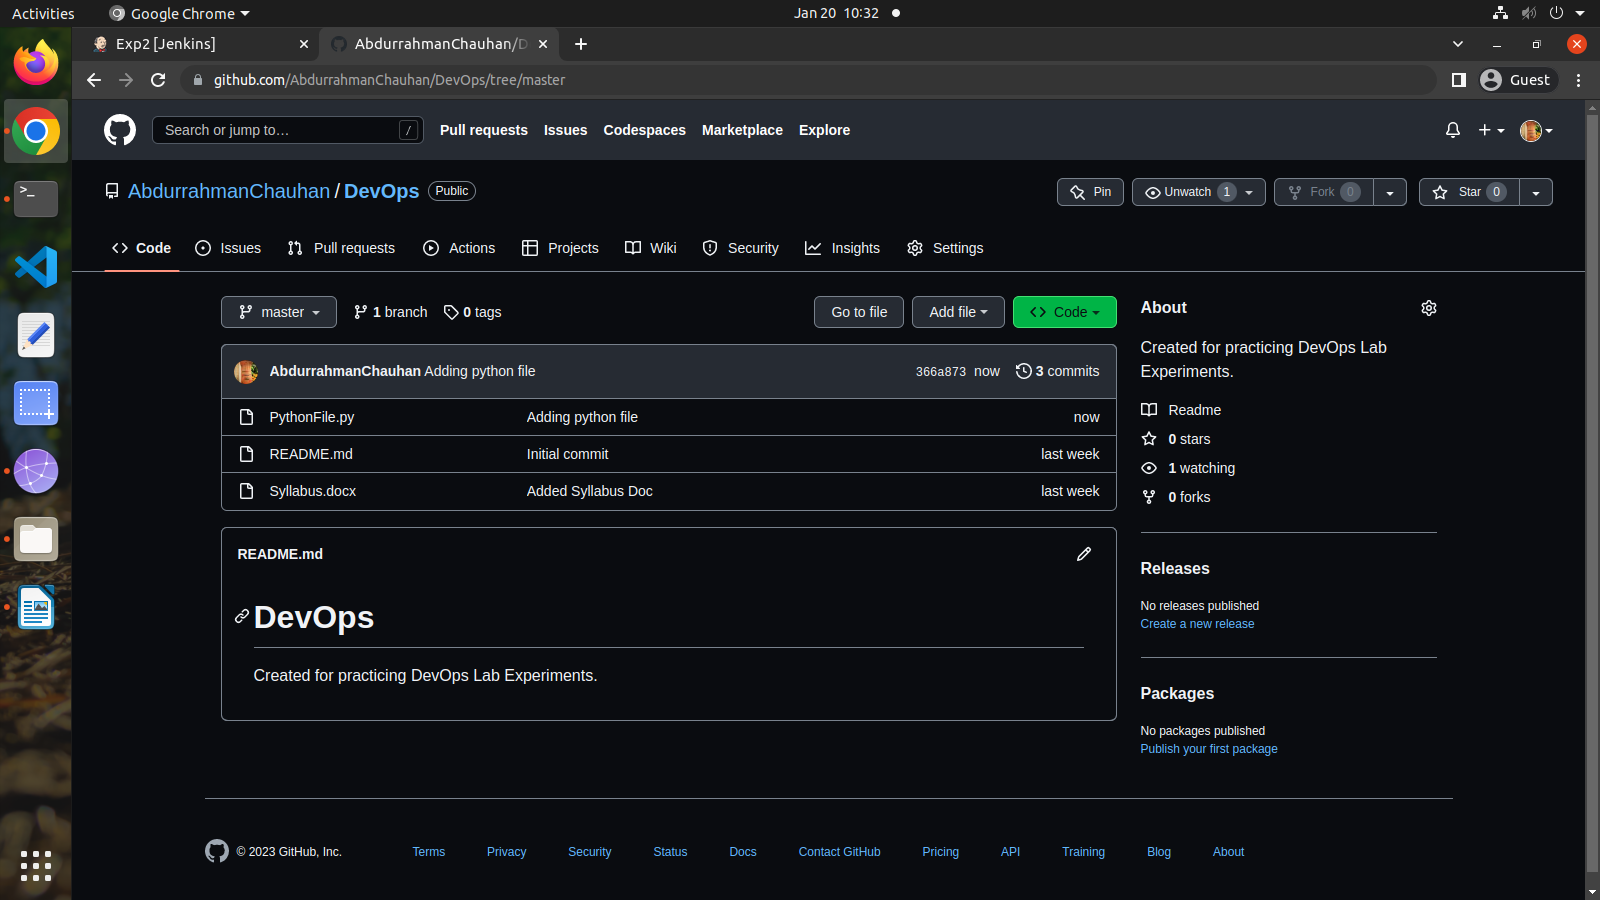 Activities
Google Chrome
Jan 20 10:32
Exp2 [Jenkins]
AbdurrahmanChauhan/D
github.com/AbdurrahmanChauhan/DevOps/tree/master
Guest
Search or jump to…
/
Pull requests
Issues
Codespaces
Marketplace
Explore
AbdurrahmanChauhan / DevOps
Public
Pin
Unwatch 1
Fork 0
Star 0
Code
Issues
Pull requests
Actions
Projects
Wiki
Security
Insights
Settings
master
1 branch
0 tags
Go to file
Add file
Code
AbdurrahmanChauhan Adding python file
366a873 now
3 commits
PythonFile.py Adding python file now
README.md Initial commit last week
Syllabus.docx Added Syllabus Doc last week
README.md
DevOps
Created for practicing DevOps Lab Experiments.
About
Created for practicing DevOps Lab
Experiments.
Readme
0 stars
1 watching
0 forks
Releases
No releases published
Create a new release
Packages
No packages published
Publish your first package
© 2023 GitHub, Inc.
Terms
Privacy
Security
Status
Docs
Contact GitHub
Pricing
API
Training
Blog
About